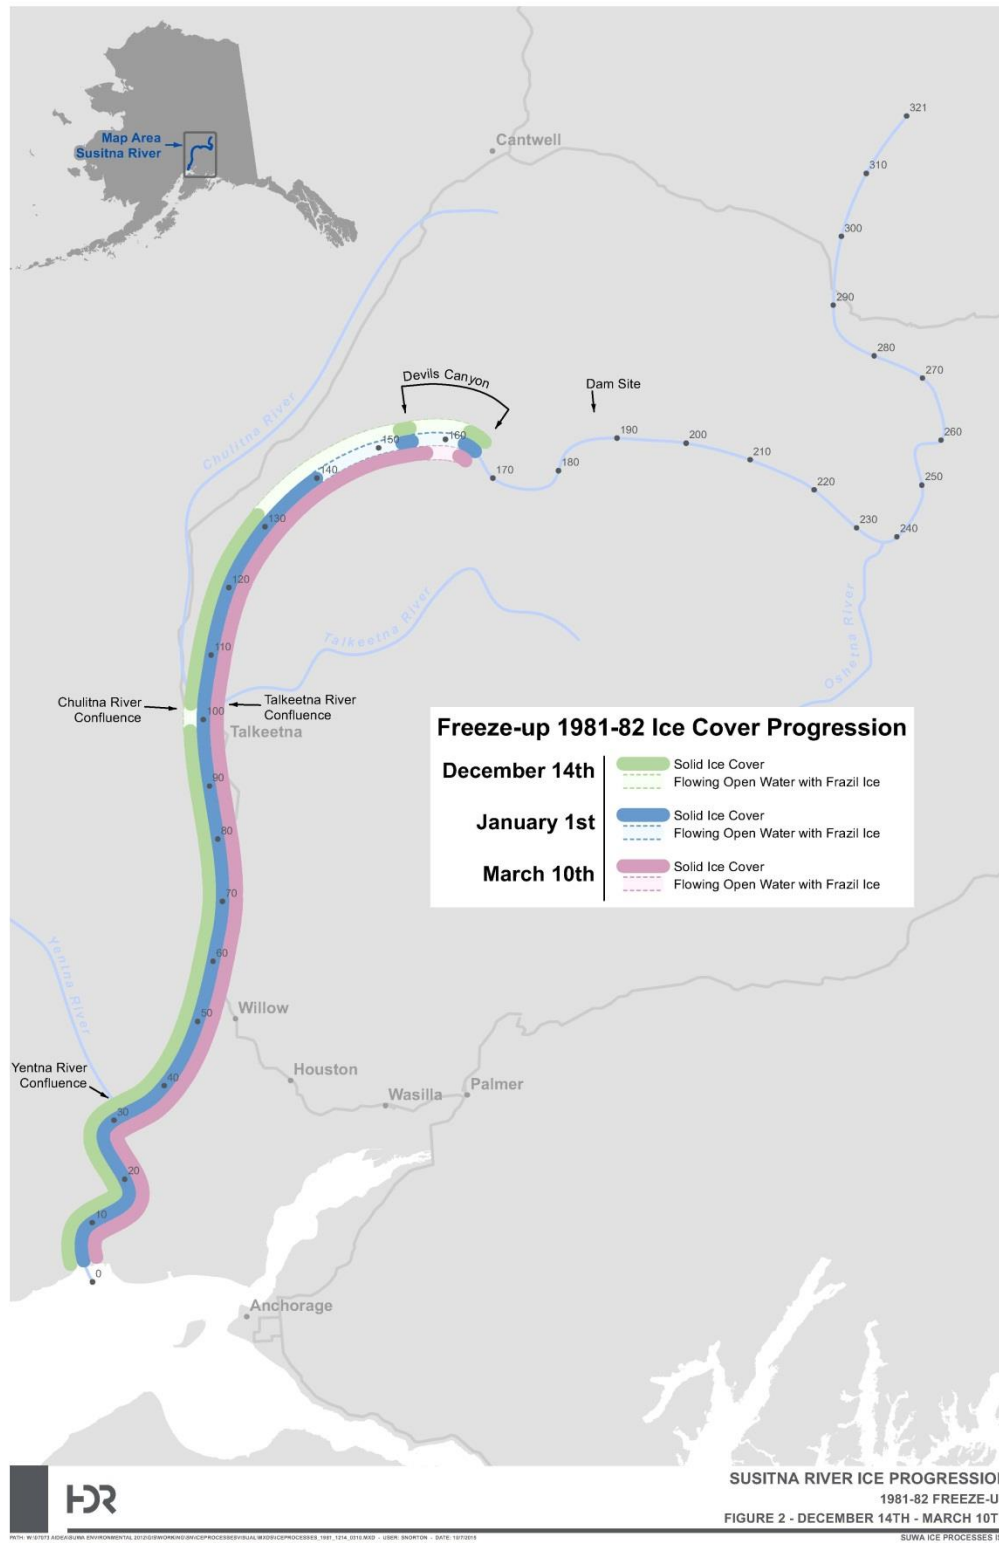 Map Area
Susitna River
Cantwell
321
310
300
290
280
270
260
250
240
230
220
210
200
190
180
170
160
150
140
130
120
110
100
90
80
70
60
50
40
30
20
10
0
Devils Canyon
Dam Site
Chulitna River
Talkeetna River
Oshetna River
Chulitna River
Confluence
Talkeetna River
Confluence
Talkeetna
Freeze-up 1981-82 Ice Cover Progression
December 14th
Solid Ice Cover
Flowing Open Water with Frazil Ice
January 1st
Solid Ice Cover
Flowing Open Water with Frazil Ice
March 10th
Solid Ice Cover
Flowing Open Water with Frazil Ice
Yentna River
Willow
Yentna River
Confluence
Houston
Wasilla
Palmer
Anchorage
HDR
SUSITNA RIVER ICE PROGRESSION
1981-82 FREEZE-U
FIGURE 2 - DECEMBER 14TH - MARCH 10T
SUWA ICE PROCESSES IS